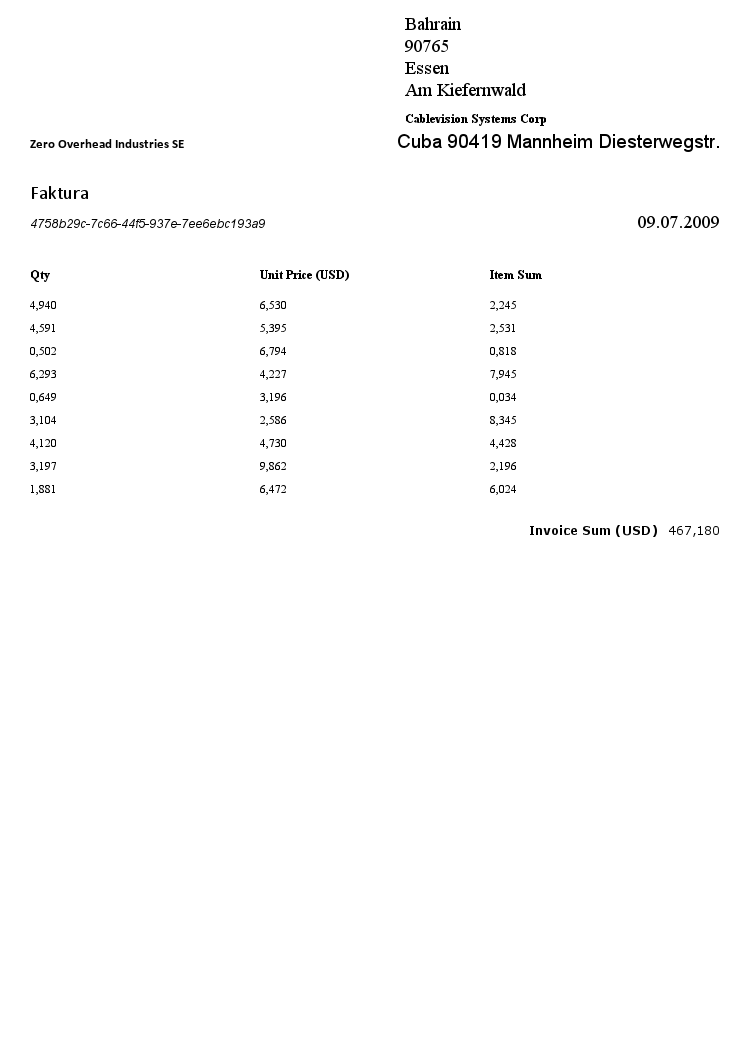 Bahrain
90765
Essen
Am Kiefernwald
Cablevision Systems Corp
Zero Overhead Industries SE
Cuba 90419 Mannheim Diesterwegstr.
Faktura
4758b29c-7c66-44f5-937e-7ee6ebc193a9
09.07.2009
Qty Unit Price (USD) Item Sum
4,940 6,530 2,245
4,591 5,395 2,531
0,502 6,794 0,818
6,293 4,227 7,945
0,649 3,196 0,034
3,104 2,586 8,345
4,120 4,730 4,428
3,197 9,862 2,196
1,881 6,472 6,024
Invoice Sum (USD) 467,180